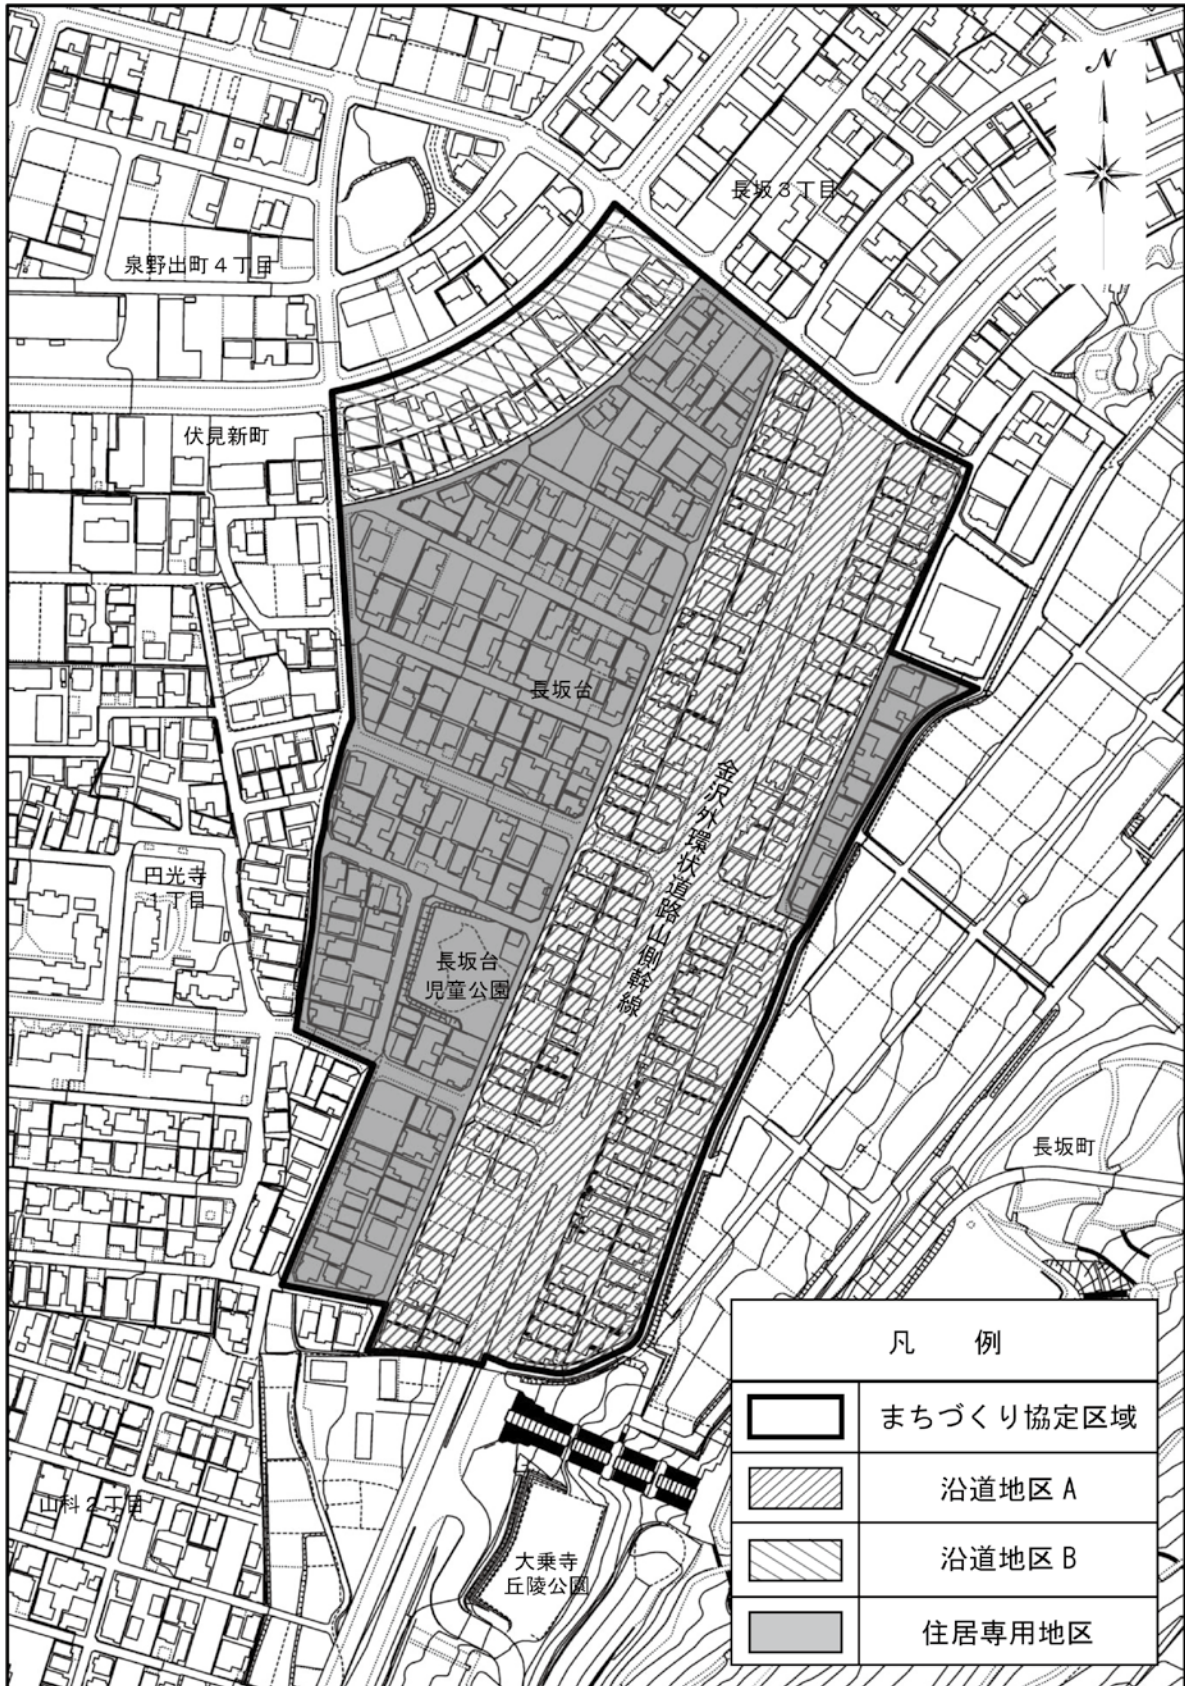 N
長坂3丁目
泉野出町4丁目
伏見新町
長坂台
金沢外環状道路山側幹線
円光寺
1丁目
長坂台
児童公園
長坂町
山科2丁目
大乗寺
丘陵公園
凡 例
まちづくり協定区域
沿道地区 A
沿道地区 B
住居専用地区